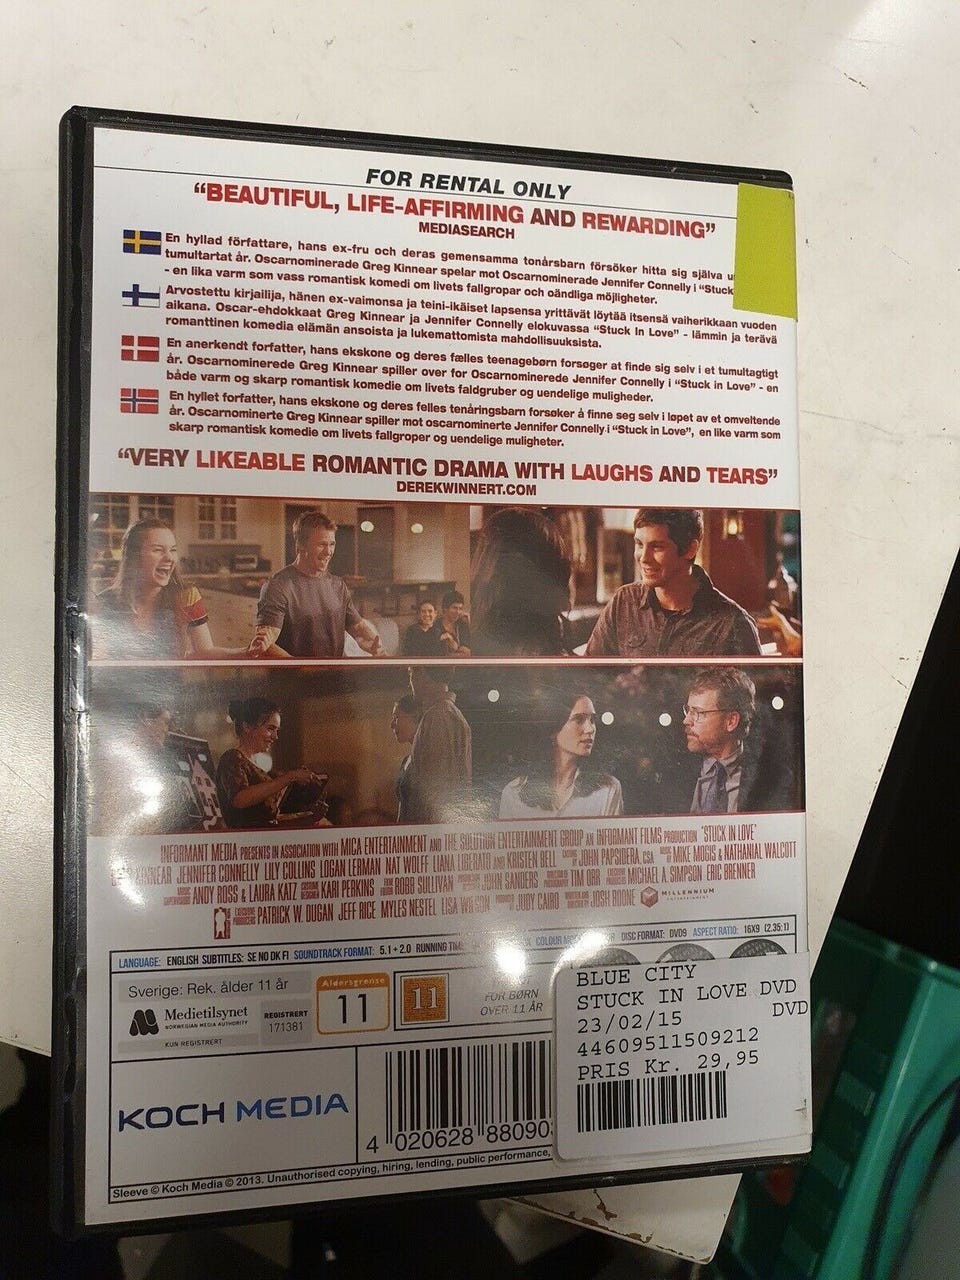 FOR RENTAL ONLY
“BEAUTIFUL, LIFE-AFFIRMING AND REWARDING”
MEDIASEARCH
En hyllad författare, hans ex-fru och deras gemensamma tonårsbarn försöker hitta sig själva
tumultartat år. Oscarnominerade Greg Kinnear spelar mot Oscarnominerade Jennifer Connelly i “Stuck
- en lika varm som vass romantisk komedi om livets fallgropar och oändliga möjligheter.
Arvostettu kirjailija, hänen ex-vaimonsa ja teini-ikäiset lapsensa yrittävät löytää itsensä vaiherikkaan vuoden
aikana. Oscar-ehdokkaat Greg Kinnear ja Jennifer Connelly elokuvassa “Stuck In Love” - lämmin ja terävä
romanttinen komedia elämän ansoista ja lukemattomista mahdollisuuksista.
En anerkendt forfatter, hans ekskone og deres fælles teenagebørn forsøger at finde sig selv i et tumultagtigt
år. Oscarnominerede Greg Kinnear spiller over for Oscarnominerede Jennifer Connelly i “Stuck in Love” - en
både varm og skarp romantisk komedie om livets faldgruber og uendelige muligheder.
En hyllet forfatter, hans ekskone og deres felles tenåringsbarn forsøker å finne seg selv i løpet av et omveltende
år. Oscarnominerte Greg Kinnear spiller mot oscarnominerte Jennifer Connelly i “Stuck in Love”, en like varm som
skarp romantisk komedie om livets fallgroper og uendelige muligheter.
“VERY LIKEABLE ROMANTIC DRAMA WITH LAUGHS AND TEARS”
DEREKWINNERT.COM
INFORMANT MEDIA PRESENTS IN ASSOCIATION WITH MICA ENTERTAINMENT AND THE SOLUTION ENTERTAINMENT GROUP AN INFORMANT FILMS PRODUCTION “STUCK IN LOVE”
KINNEAR JENNIFER CONNELLY LILY COLLINS LOGAN LERMAN NAT WOLFF LIANA LIBERATO AND KRISTEN BELL JOHN PAPSIDERA, CSA MIKE MOGIS & NATHANIAL WALCOTT
ANDY ROSS & LAURA KATZ KARI PERKINS ROBB SULLIVAN JOHN SANDERS TIM ORR MICHAEL A. SIMPSON ERIC BRENNER
EXECUTIVE PRODUCERS PATRICK W. DUGAN JEFF RICE MYLES NESTEL LISA WILSON JUDY CAIRO JOSH BOONE MILLENNIUM ENTERTAINMENT
LANGUAGE: ENGLISH SUBTITLES: SE NO DK FI SOUNDTRACK FORMAT: 5.1 + 2.0 RUNNING DISC FORMAT: DVD9 ASPECT RATIO: 16X9 (2.35:1)
Sverige: Rek. ålder 11 år
Medietilsynet
NORWEGIAN MEDIA AUTHORITY
REGISTRERT
171381
KUN REGISTRERT
Aldersgrense
11
11
FOR BØRN
OVER 11 ÅR
BLUE CITY
STUCK IN LOVE DVD
DVD
23/02/15
44609511509212
PRIS Kr. 29,95
KOCH MEDIA
4 020628 88090
Sleeve © Koch Media © 2013. Unauthorised copying, hiring, lending, public performance,